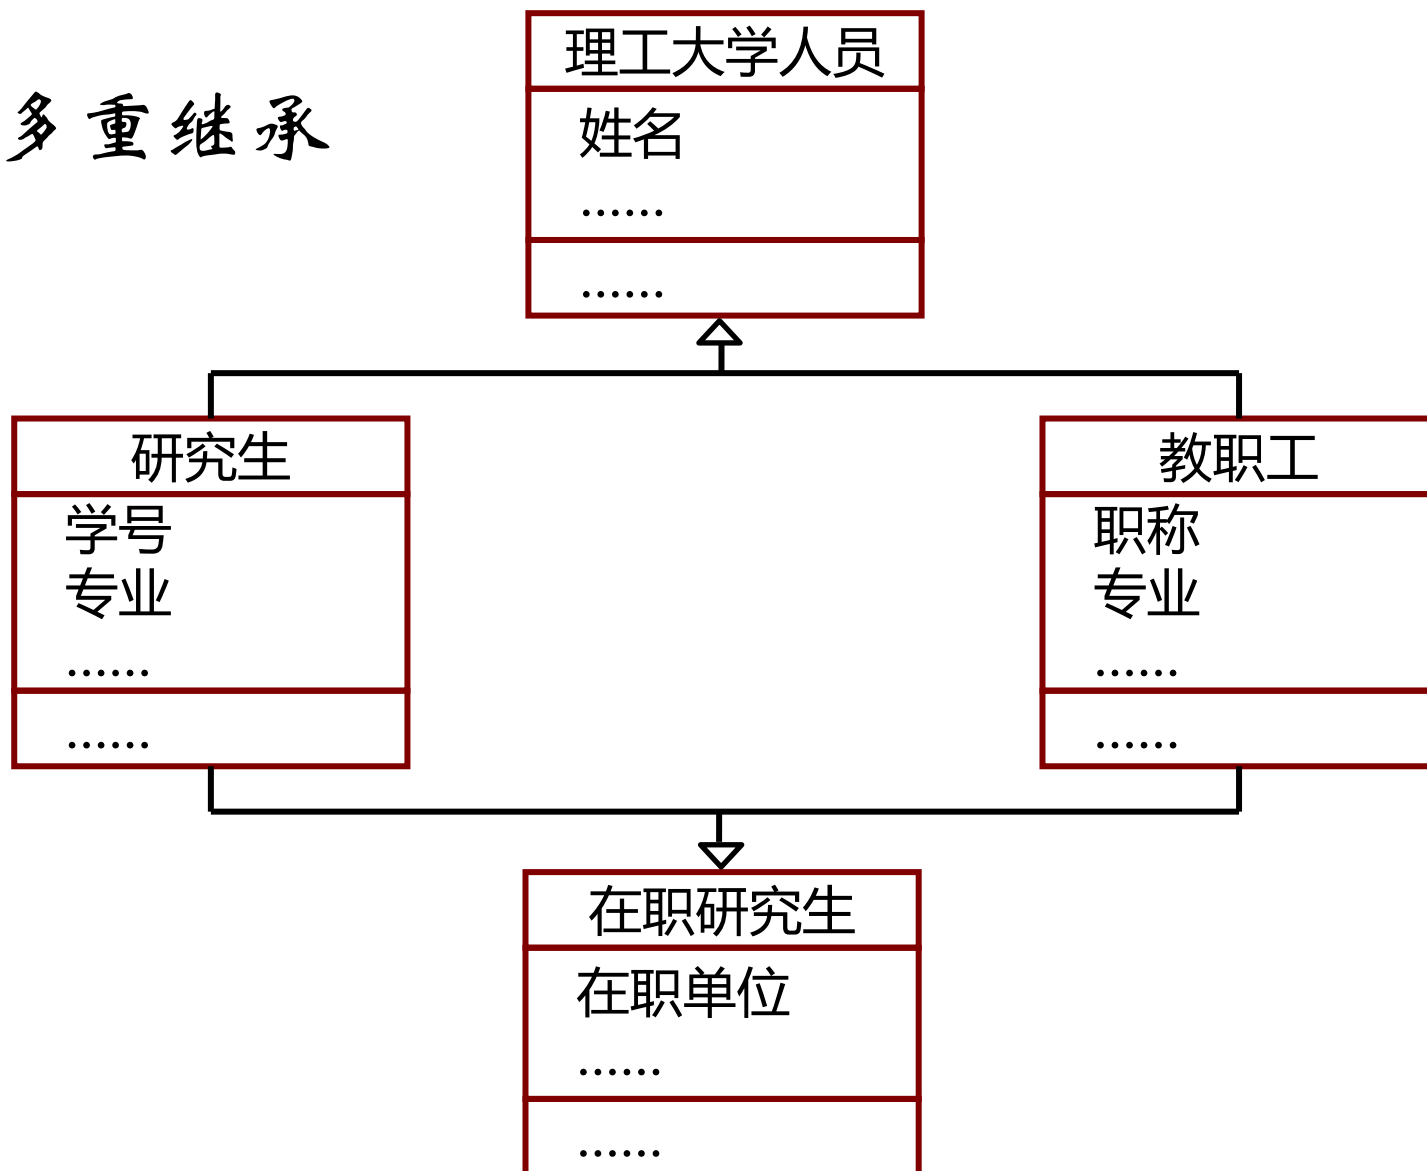 多重继承
理工大学人员
姓名
……
……
研究生
学号
专业
……
……
教职工
职称
专业
……
……
在职研究生
在职单位
……
……